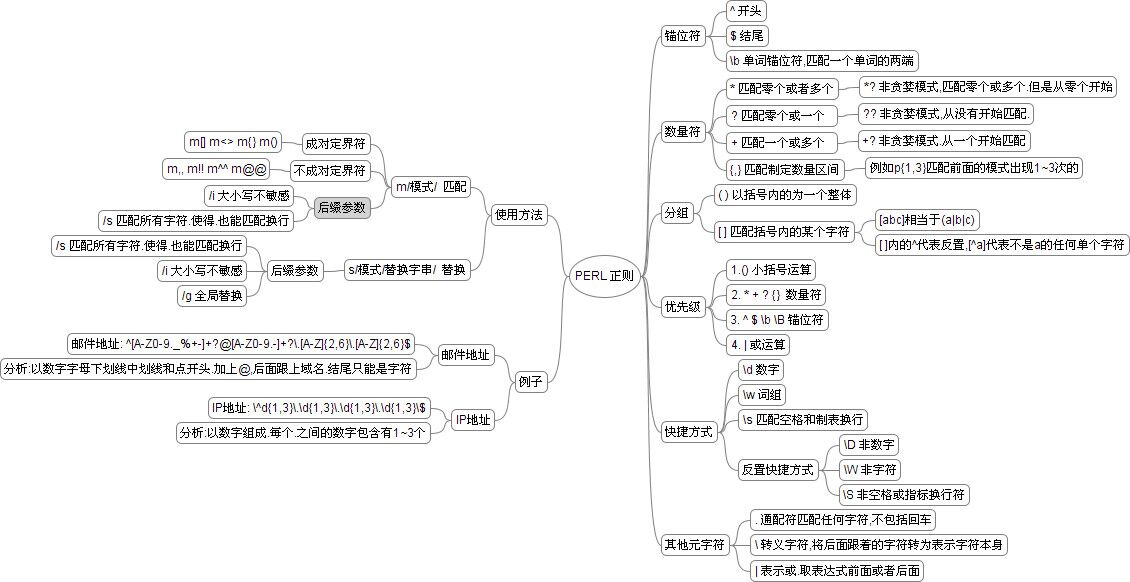 PERL 正则
锚位符
^ 开头
$ 结尾
\b 单词锚位符,匹配一个单词的两端
数量符
* 匹配零个或者多个
*? 非贪婪模式,匹配零个或多个.但是从零个开始
? 匹配零个或一个
?? 非贪婪模式,从没有开始匹配.
+ 匹配一个或多个
+? 非贪婪模式.从一个开始匹配
{,} 匹配制定数量区间
例如p{1,3}匹配前面的模式出现1~3次的
分组
( ) 以括号内的为一个整体
[ ] 匹配括号内的某个字符
[abc]相当于(a|b|c)
[ ]内的^代表反置,[^a]代表不是a的任何单个字符
优先级
1.() 小括号运算
2. * + ? { } 数量符
3. ^ $ \b \B 锚位符
4. | 或运算
快捷方式
\d 数字
\w 词组
\s 匹配空格和制表换行
反置快捷方式
\D 非数字
\W 非字符
\S 非空格或指标换行符
其他元字符
. 通配符匹配任何字符,不包括回车
\ 转义字符,将后面跟着的字符转为表示字符本身
| 表示或.取表达式前面或者后面
使用方法
m/模式/ 匹配
成对定界符
m[] m<> m{} m()
不成对定界符
m,, m!! m^^ m@@
后缀参数
/i 大小写不敏感
/s 匹配所有字符.使得.也能匹配换行
s/模式/替换字串/ 替换
后缀参数
/s 匹配所有字符.使得.也能匹配换行
/i 大小写不敏感
/g 全局替换
例子
邮件地址
邮件地址: ^[A-Z0-9._%+-]+?@[A-Z0-9.-]+?\.[A-Z]{2,6}\.[A-Z]{2,6}$
分析:以数字字母下划线中划线和点开头.加上@,后面跟上域名.结尾只能是字符
IP地址
IP地址: \^d{1,3}\.\d{1,3}\.\d{1,3}\.\d{1,3}\$
分析:以数字组成.每个.之间的数字包含有1~3个